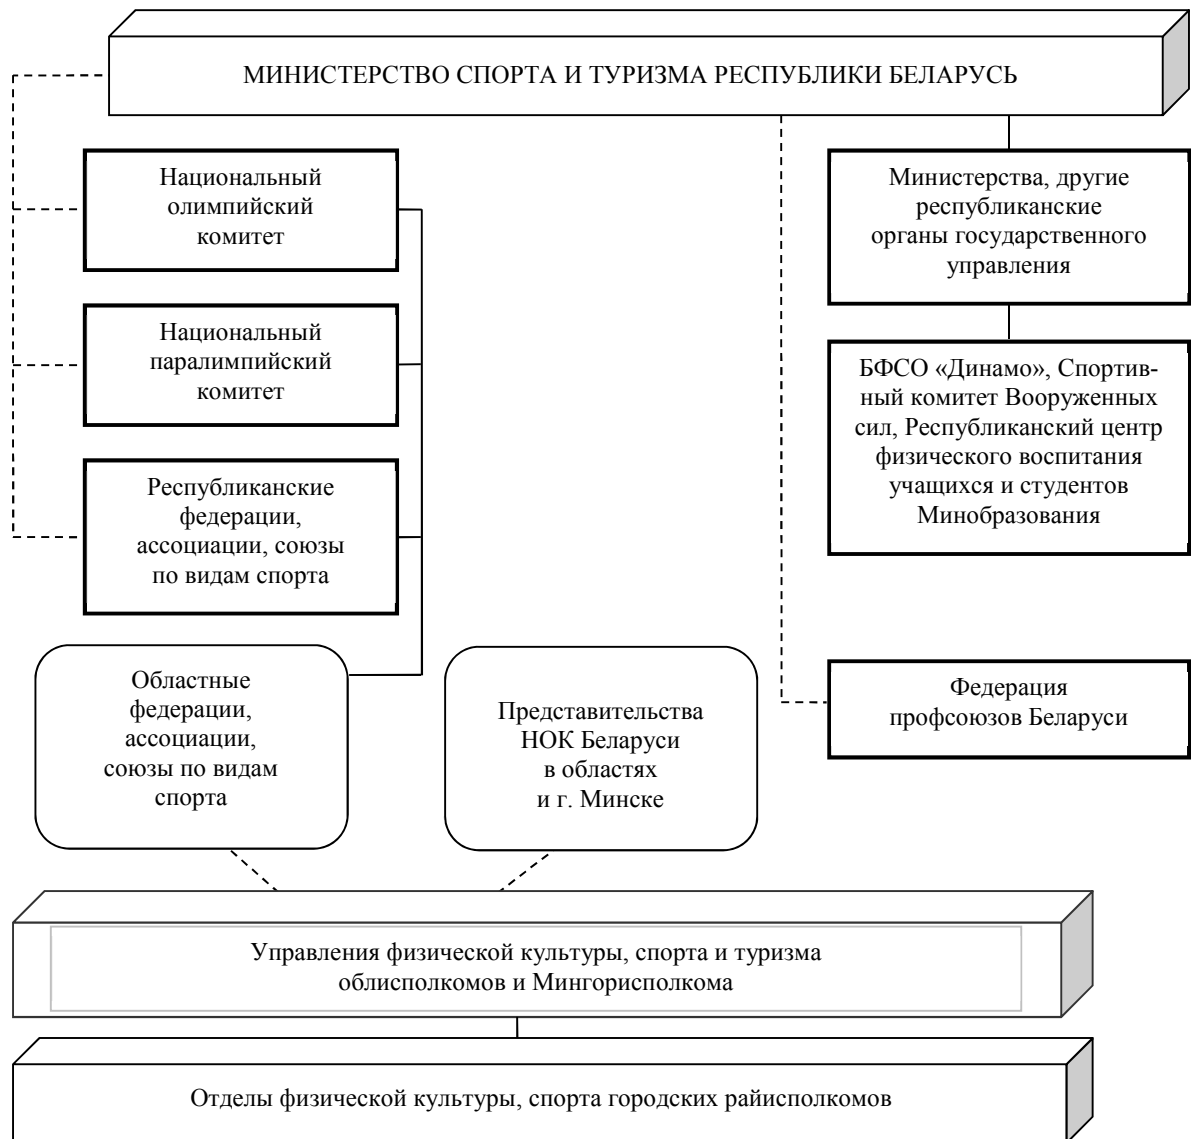 МИНИСТЕРСТВО СПОРТА И ТУРИЗМА РЕСПУБЛИКИ БЕЛАРУСЬ
Национальный
олимпийский
комитет
Национальный
паралимпийский
комитет
Республиканские
федерации,
ассоциации, союзы
по видам спорта
Министерства, другие
республиканские
органы государственного
управления
БФСО «Динамо», Спортив-
ный комитет Вооруженных
сил, Республиканский центр
физического воспитания
учащихся и студентов
Минобразования
Областные
федерации,
ассоциации,
союзы по видам
спорта
Представительства
НОК Беларуси
в областях
и г. Минске
Федерация
профсоюзов Беларуси
Управления физической культуры, спорта и туризма
облисполкомов и Мингорисполкома
Отделы физической культуры, спорта городских райисполкомов